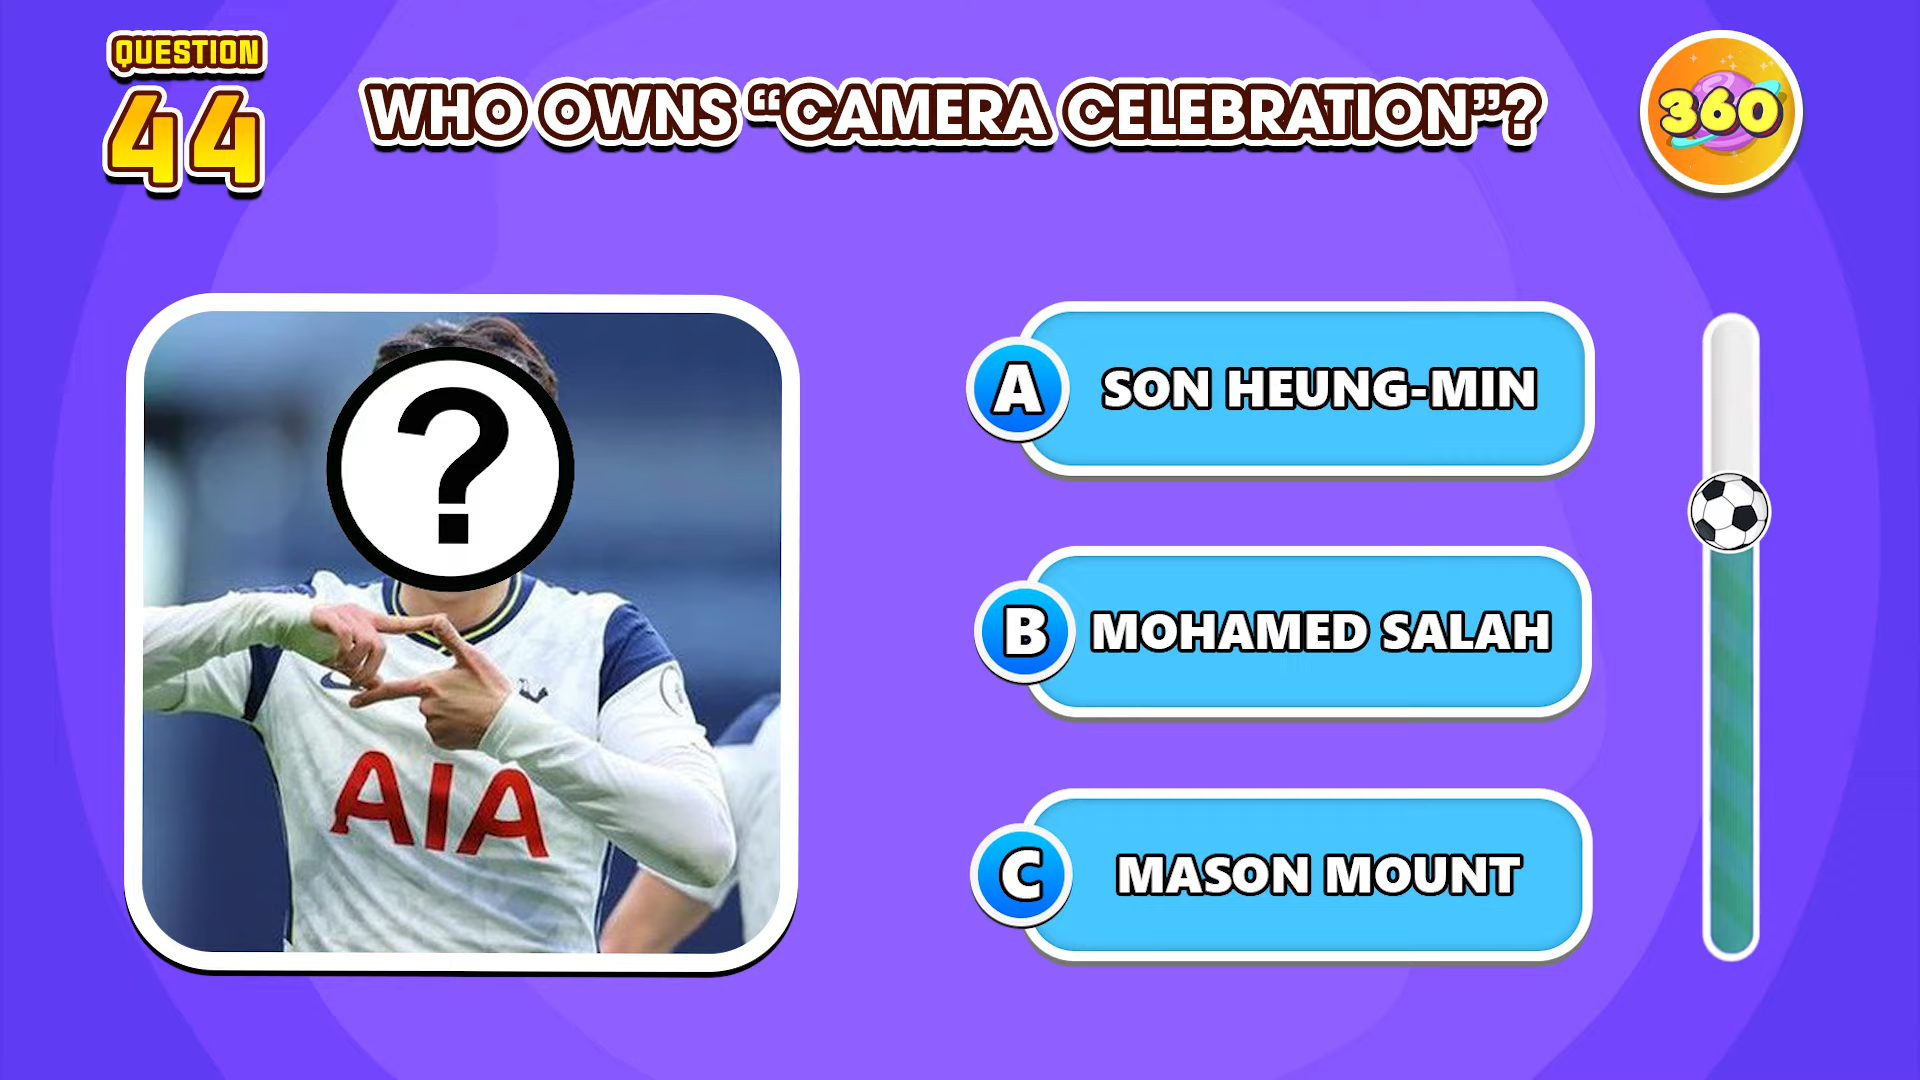 QUESTION
44
WHO OWNS “CAMERA CELEBRATION”?
360
?
A SON HEUNG-MIN
B MOHAMED SALAH
C MASON MOUNT
AIA